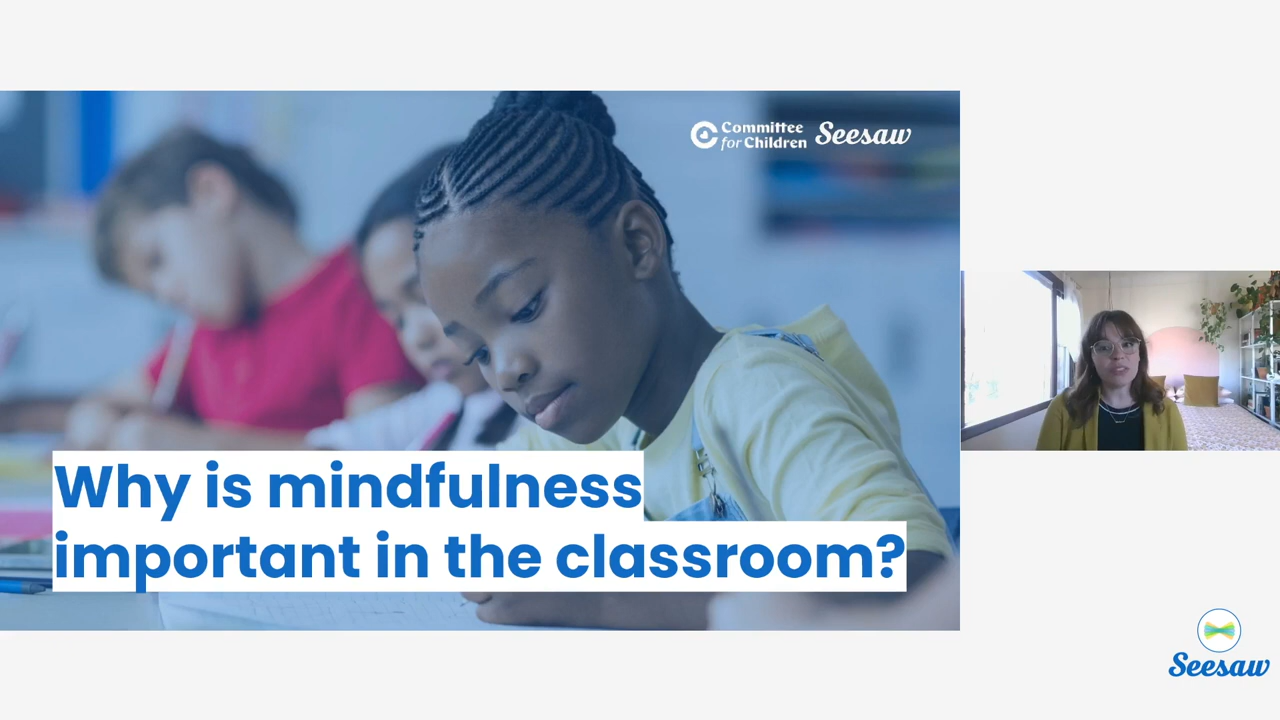 Committee
for Children
Seesaw
Why is mindfulness
important in the classroom?
Seesaw